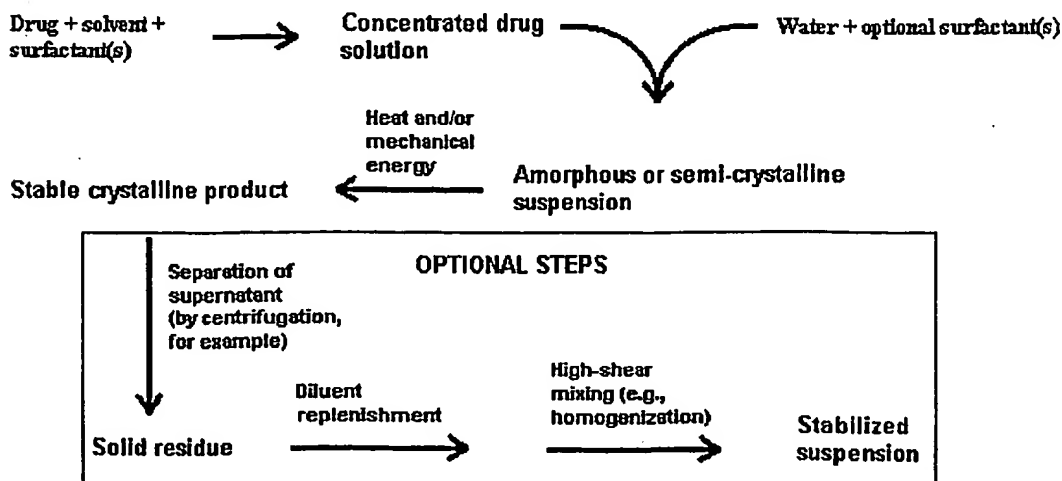 Drug + solvent +
surfactant(s)
Concentrated drug
solution
Water + optional surfactant(s)
Heat and/or
mechanical
energy
Stable crystalline product
Amorphous or semi-crystalline
suspension
OPTIONAL STEPS
Separation of
supernatant
(by centrifugation,
for example)
Diluent
replenishment
High-shear
mixing (e.g.,
homogenization)
Solid residue
Stabilized
suspension